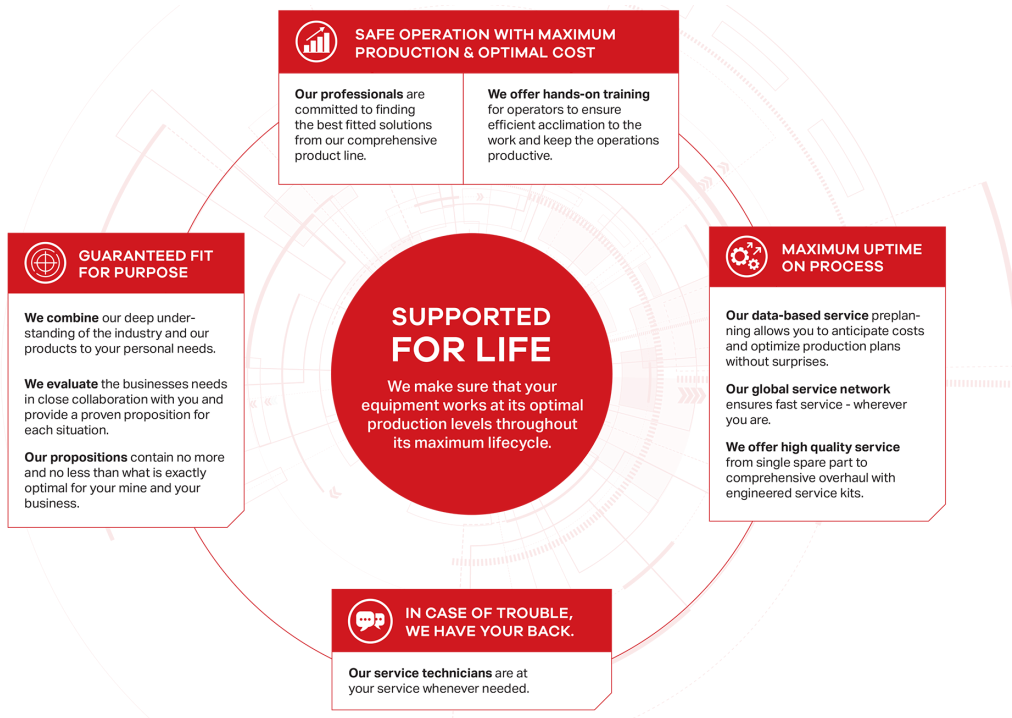 SAFE OPERATION WITH MAXIMUM
PRODUCTION & OPTIMAL COST
Our professionals are
committed to finding
the best fitted solutions
from our comprehensive
product line.
We offer hands-on training
for operators to ensure
efficient acclimation to the
work and keep the operations
productive.
GUARANTEED FIT
FOR PURPOSE
We combine our deep under-
standing of the industry and our
products to your personal needs.
We evaluate the businesses needs
in close collaboration with you and
provide a proven proposition for
each situation.
Our propositions contain no more
and no less than what is exactly
optimal for your mine and your
business.
SUPPORTED
FOR LIFE
We make sure that your
equipment works at its optimal
production levels throughout
its maximum lifecycle.
MAXIMUM UPTIME
ON PROCESS
Our data-based service preplan-
ning allows you to anticipate costs
and optimize production plans
without surprises.
Our global service network
ensures fast service - wherever
you are.
We offer high quality service
from single spare part to
comprehensive overhaul with
engineered service kits.
IN CASE OF TROUBLE,
WE HAVE YOUR BACK.
Our service technicians are at
your service whenever needed.